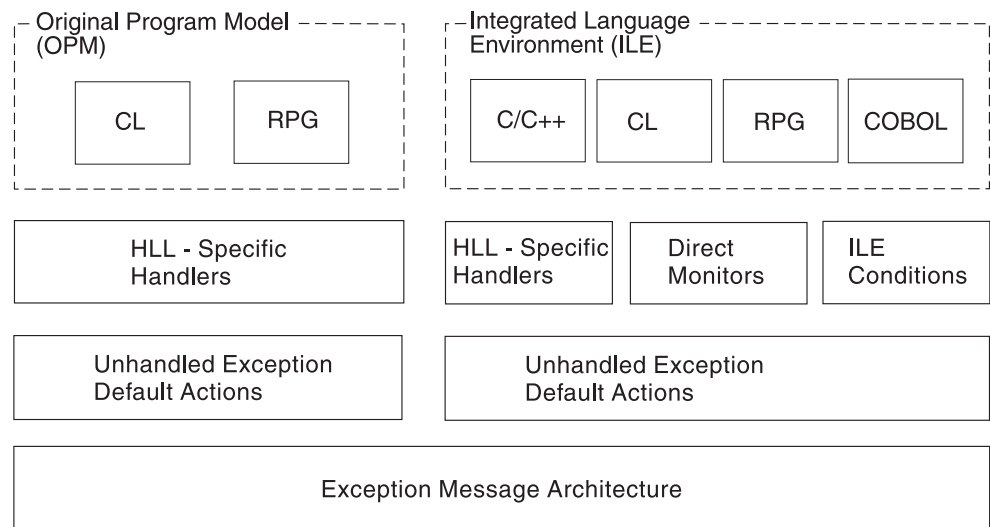 Original Program Model
(OPM)
CL
RPG
Integrated Language
Environment (ILE)
C/C++
CL
RPG
COBOL
HLL - Specific
Handlers
HLL - Specific
Handlers
Direct
Monitors
ILE
Conditions
Unhandled Exception
Default Actions
Unhandled Exception
Default Actions
Exception Message Architecture